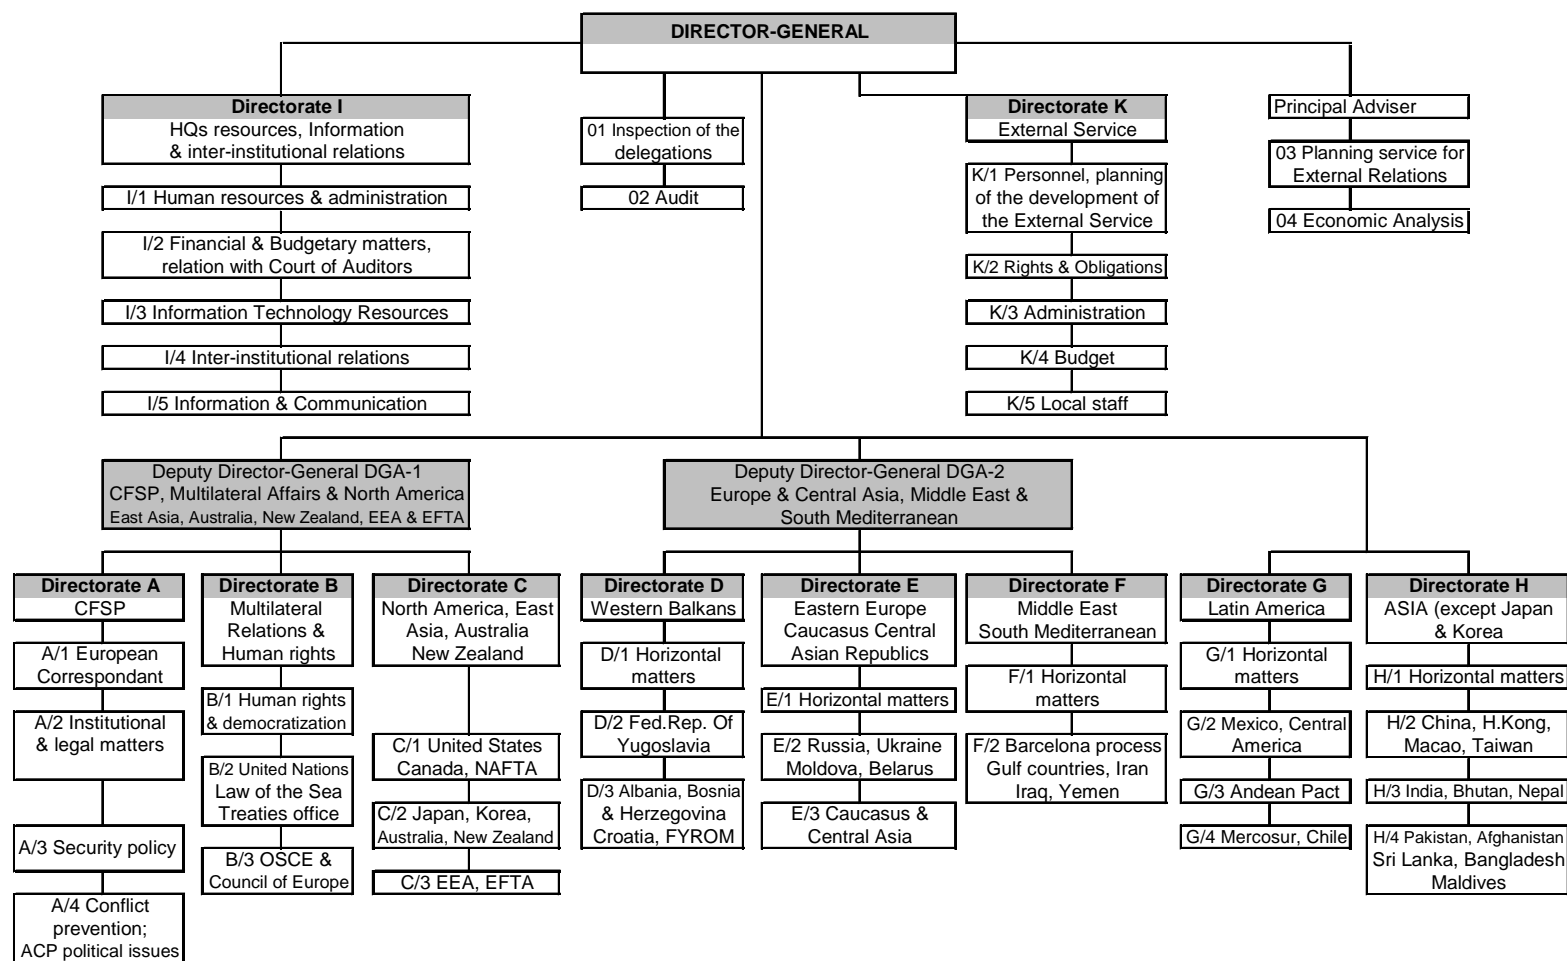 DIRECTOR-GENERAL
Directorate I
HQs resources, Information
& inter-institutional relations
I/1 Human resources & administration
I/2 Financial & Budgetary matters,
relation with Court of Auditors
I/3 Information Technology Resources
I/4 Inter-institutional relations
I/5 Information & Communication
01 Inspection of the
delegations
02 Audit
Directorate K
External Service
K/1 Personnel, planning
of the development of
the External Service
K/2 Rights & Obligations
K/3 Administration
K/4 Budget
K/5 Local staff
Principal Adviser
03 Planning service for
External Relations
04 Economic Analysis
Deputy Director-General DGA-1
CFSP, Multilateral Affairs & North America
East Asia, Australia, New Zealand, EEA & EFTA
Deputy Director-General DGA-2
Europe & Central Asia, Middle East &
South Mediterranean
Directorate A
CFSP
A/1 European
Correspondant
A/2 Institutional
& legal matters
A/3 Security policy
A/4 Conflict
prevention;
ACP political issues
Directorate B
Multilateral
Relations &
Human rights
B/1 Human rights
& democratization
B/2 United Nations
Law of the Sea
Treaties office
B/3 OSCE &
Council of Europe
Directorate C
North America, East
Asia, Australia
New Zealand
C/1 United States
Canada, NAFTA
C/2 Japan, Korea,
Australia, New Zealand
C/3 EEA, EFTA
Directorate D
Western Balkans
D/1 Horizontal
matters
D/2 Fed.Rep. Of
Yugoslavia
D/3 Albania, Bosnia
& Herzegovina
Croatia, FYROM
Directorate E
Eastern Europe
Caucasus Central
Asian Republics
E/1 Horizontal matters
E/2 Russia, Ukraine
Moldova, Belarus
E/3 Caucasus &
Central Asia
Directorate F
Middle East
South Mediterranean
F/1 Horizontal
matters
F/2 Barcelona process
Gulf countries, Iran
Iraq, Yemen
Directorate G
Latin America
G/1 Horizontal
matters
G/2 Mexico, Central
America
G/3 Andean Pact
G/4 Mercosur, Chile
Directorate H
ASIA (except Japan
& Korea
H/1 Horizontal matters
H/2 China, H.Kong,
Macao, Taiwan
H/3 India, Bhutan, Nepal
H/4 Pakistan, Afghanistan
Sri Lanka, Bangladesh
Maldives